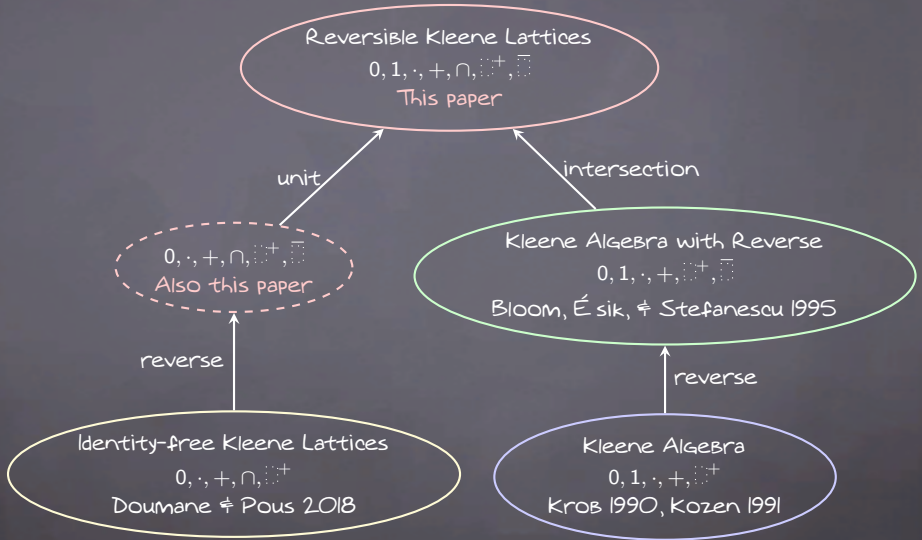 Reversible Kleene Lattices
0, 1, ·, +, ∩, ⬚⁺, ⬚̅
This paper
unit
intersection
0, ·, +, ∩, ⬚⁺, ⬚̅
Also this paper
Kleene Algebra with Reverse
0, 1, ·, +, ⬚⁺, ⬚̅
Bloom, É sik, & Stefanescu 1995
reverse
reverse
Identity-free Kleene Lattices
0, ·, +, ∩, ⬚⁺
Doumane & Pous 2018
Kleene Algebra
0, 1, ·, +, ⬚⁺
Krob 1990, Kozen 1991